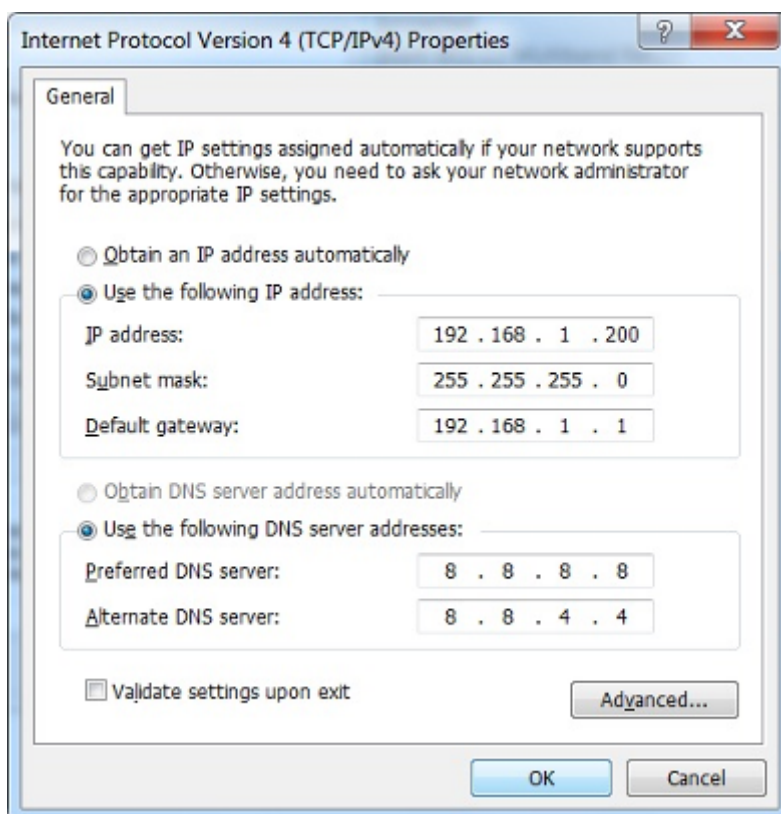 Internet Protocol Version 4 (TCP/IPv4) Properties
General
You can get IP settings assigned automatically if your network supports
this capability. Otherwise, you need to ask your network administrator
for the appropriate IP settings.
Obtain an IP address automatically
Use the following IP address:
IP address: 192 . 168 . 1 . 200
Subnet mask: 255 . 255 . 255 . 0
Default gateway: 192 . 168 . 1 . 1
Obtain DNS server address automatically
Use the following DNS server addresses:
Preferred DNS server: 8 . 8 . 8 . 8
Alternate DNS server: 8 . 8 . 4 . 4
Validate settings upon exit
Advanced...
OK Cancel